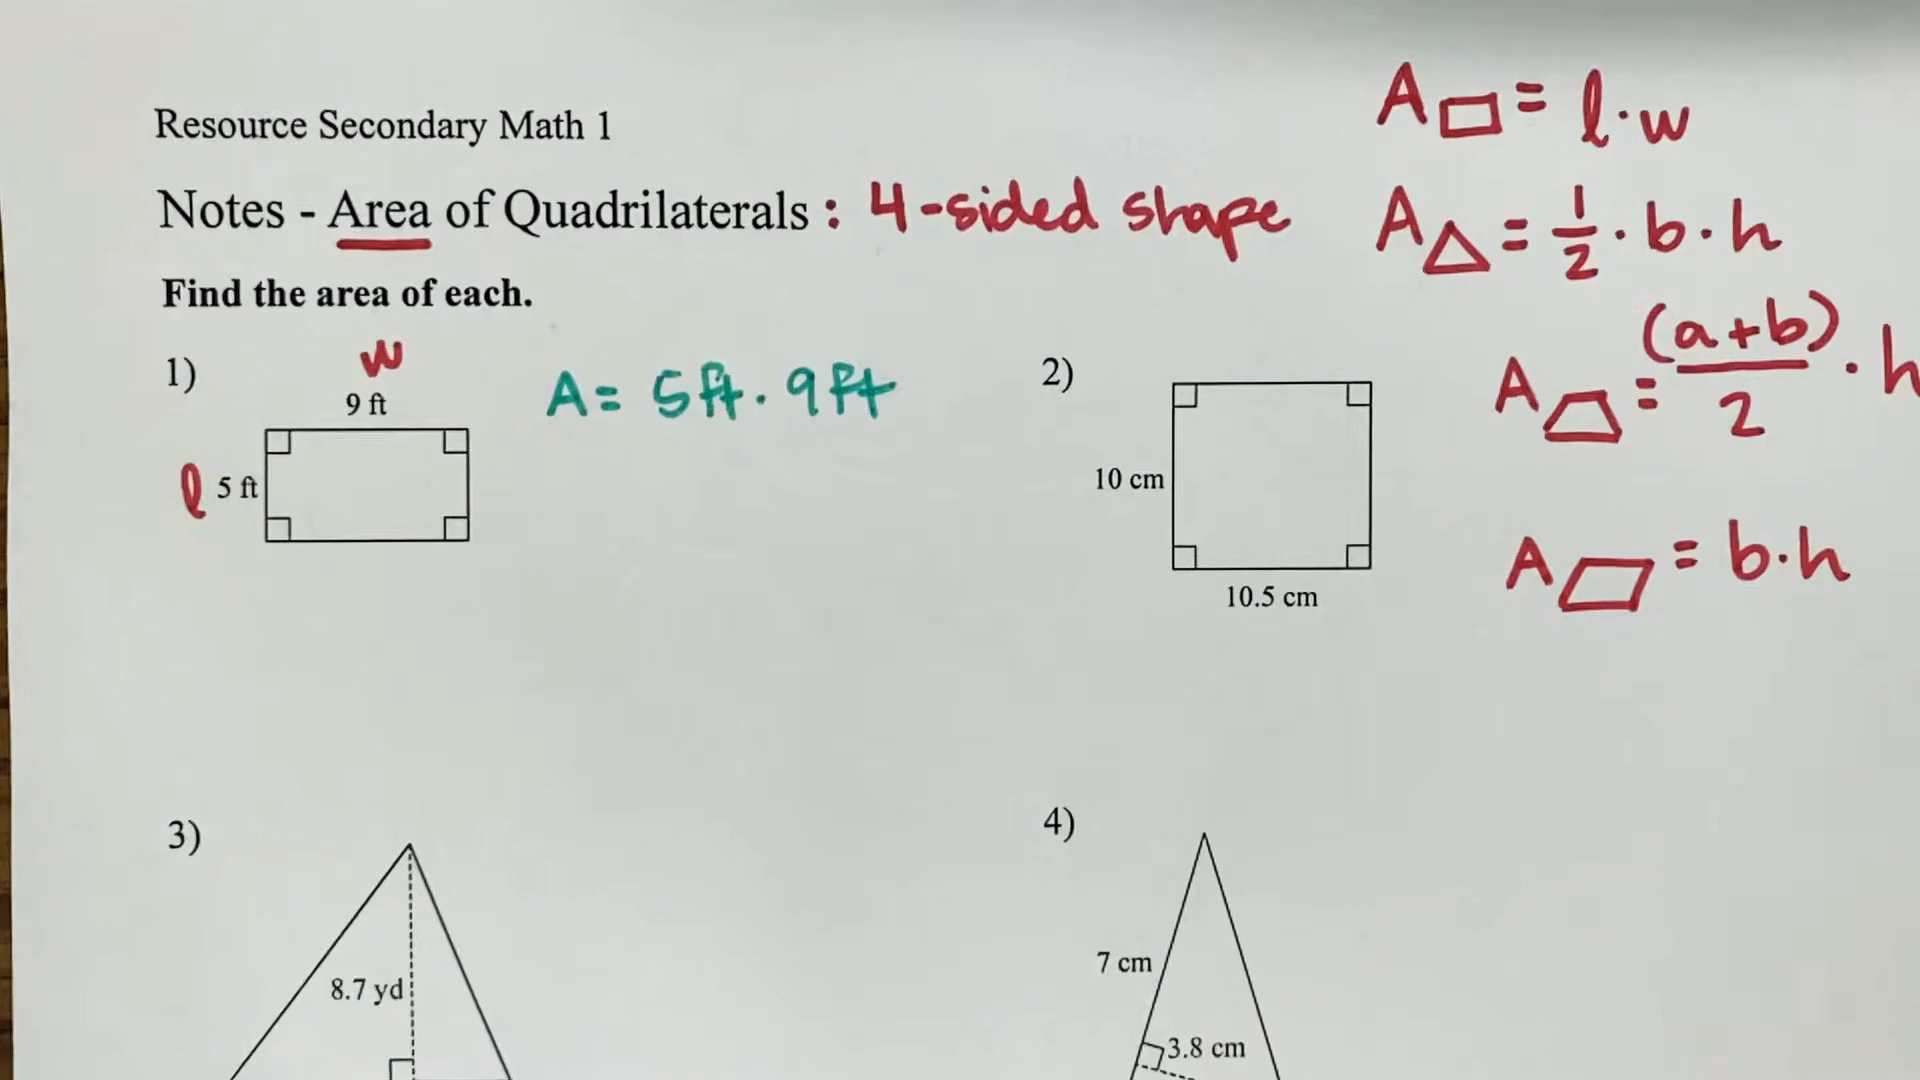 Resource Secondary Math 1
Notes - Area of Quadrilaterals : 4-sided shape
Find the area of each.
A▭ = l·w
A△ = 1/2 · b · h
A⏢ = (a+b)/2 · h
A▱ = b·h
1)
w
9 ft
l 5 ft
A = 5ft · 9ft
2)
10 cm
10.5 cm
3)
8.7 yd
4)
7 cm
3.8 cm